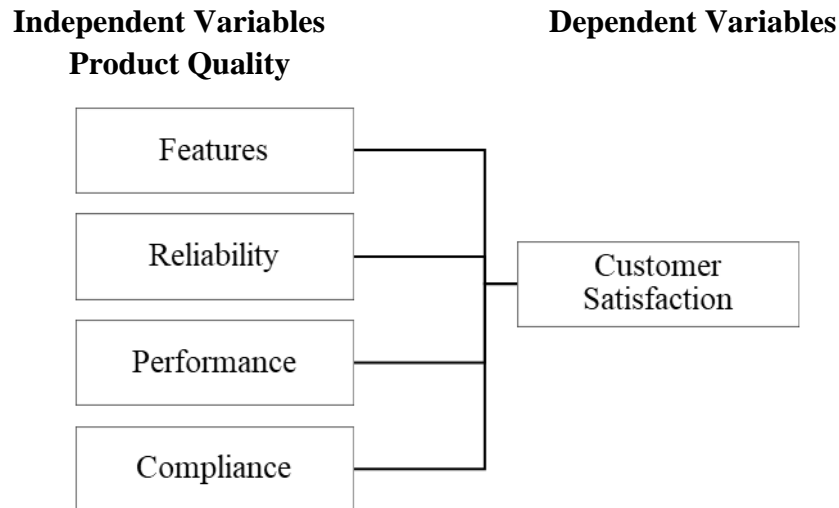 Independent Variables
Product Quality
Dependent Variables
Features
Reliability
Performance
Compliance
Customer
Satisfaction